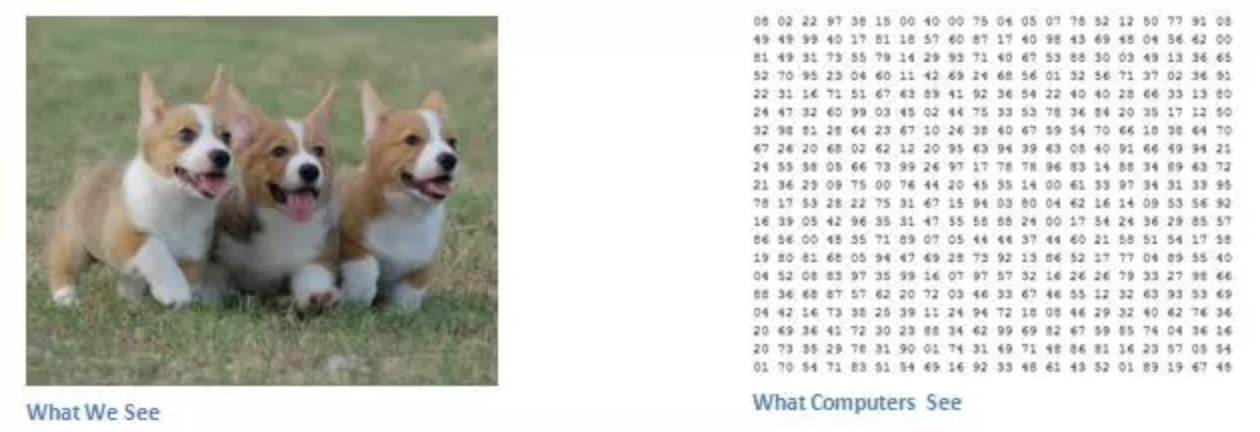 08 02 22 97 38 15 00 40 00 75 04 05 07 78 52 12 50 77 91 08
49 49 99 40 17 81 18 57 60 87 17 40 98 43 69 48 04 56 62 00
81 49 31 73 55 79 14 29 93 71 40 67 53 88 30 03 49 13 36 65
52 70 95 23 04 60 11 42 69 24 68 56 01 32 56 71 37 02 36 91
22 31 16 71 51 67 63 89 41 92 36 54 22 40 40 28 66 33 13 80
24 47 32 60 99 03 45 02 44 75 33 53 78 36 84 20 35 17 12 50
32 98 81 28 64 23 67 10 26 38 40 67 59 54 70 66 18 38 64 70
67 26 20 68 02 62 12 20 95 63 94 39 63 08 40 91 66 49 94 21
24 55 58 05 66 73 99 26 97 17 78 78 96 83 14 88 34 89 63 72
21 36 23 09 75 00 76 44 20 45 35 14 00 61 33 97 34 31 33 95
78 17 53 28 22 75 31 67 15 94 03 80 04 62 16 14 09 53 56 92
16 39 05 42 96 35 31 47 55 58 88 24 00 17 54 24 36 29 85 57
86 56 00 48 35 71 89 07 05 44 44 37 44 60 21 58 51 54 17 58
19 80 81 68 05 94 47 69 28 73 92 13 86 52 17 77 04 89 55 40
04 52 08 83 97 35 99 16 07 97 57 32 16 26 26 79 33 27 98 66
88 36 68 87 57 62 20 72 03 46 33 67 46 55 12 32 63 93 53 69
04 42 16 73 38 25 39 11 24 94 72 18 08 46 29 32 40 62 76 36
20 69 36 41 72 30 23 88 34 62 99 69 82 67 59 85 74 04 36 16
20 73 35 29 78 31 90 01 74 31 49 71 48 86 81 16 23 57 05 54
01 70 54 71 83 51 54 69 16 92 33 48 61 43 52 01 89 19 67 48
What We See
What Computers See